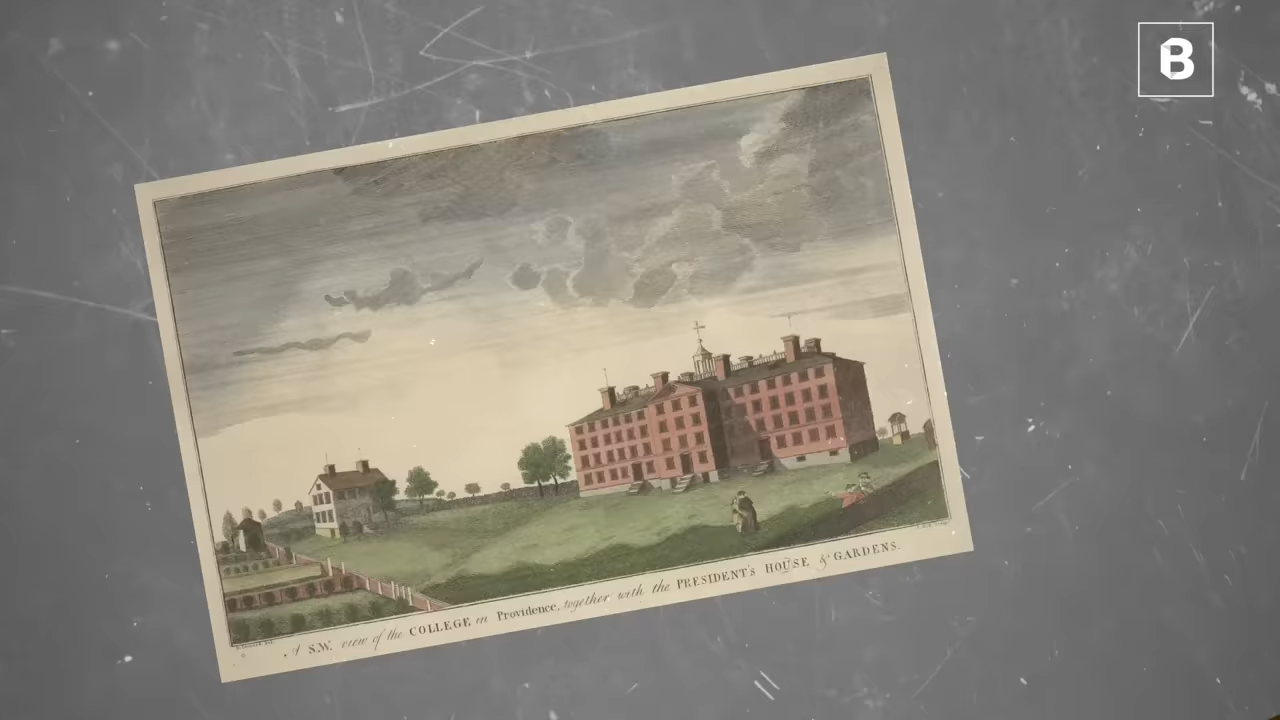 B
A S.W. view of the COLLEGE in Providence, together with the PRESIDENT'S HOUSE & GARDENS.